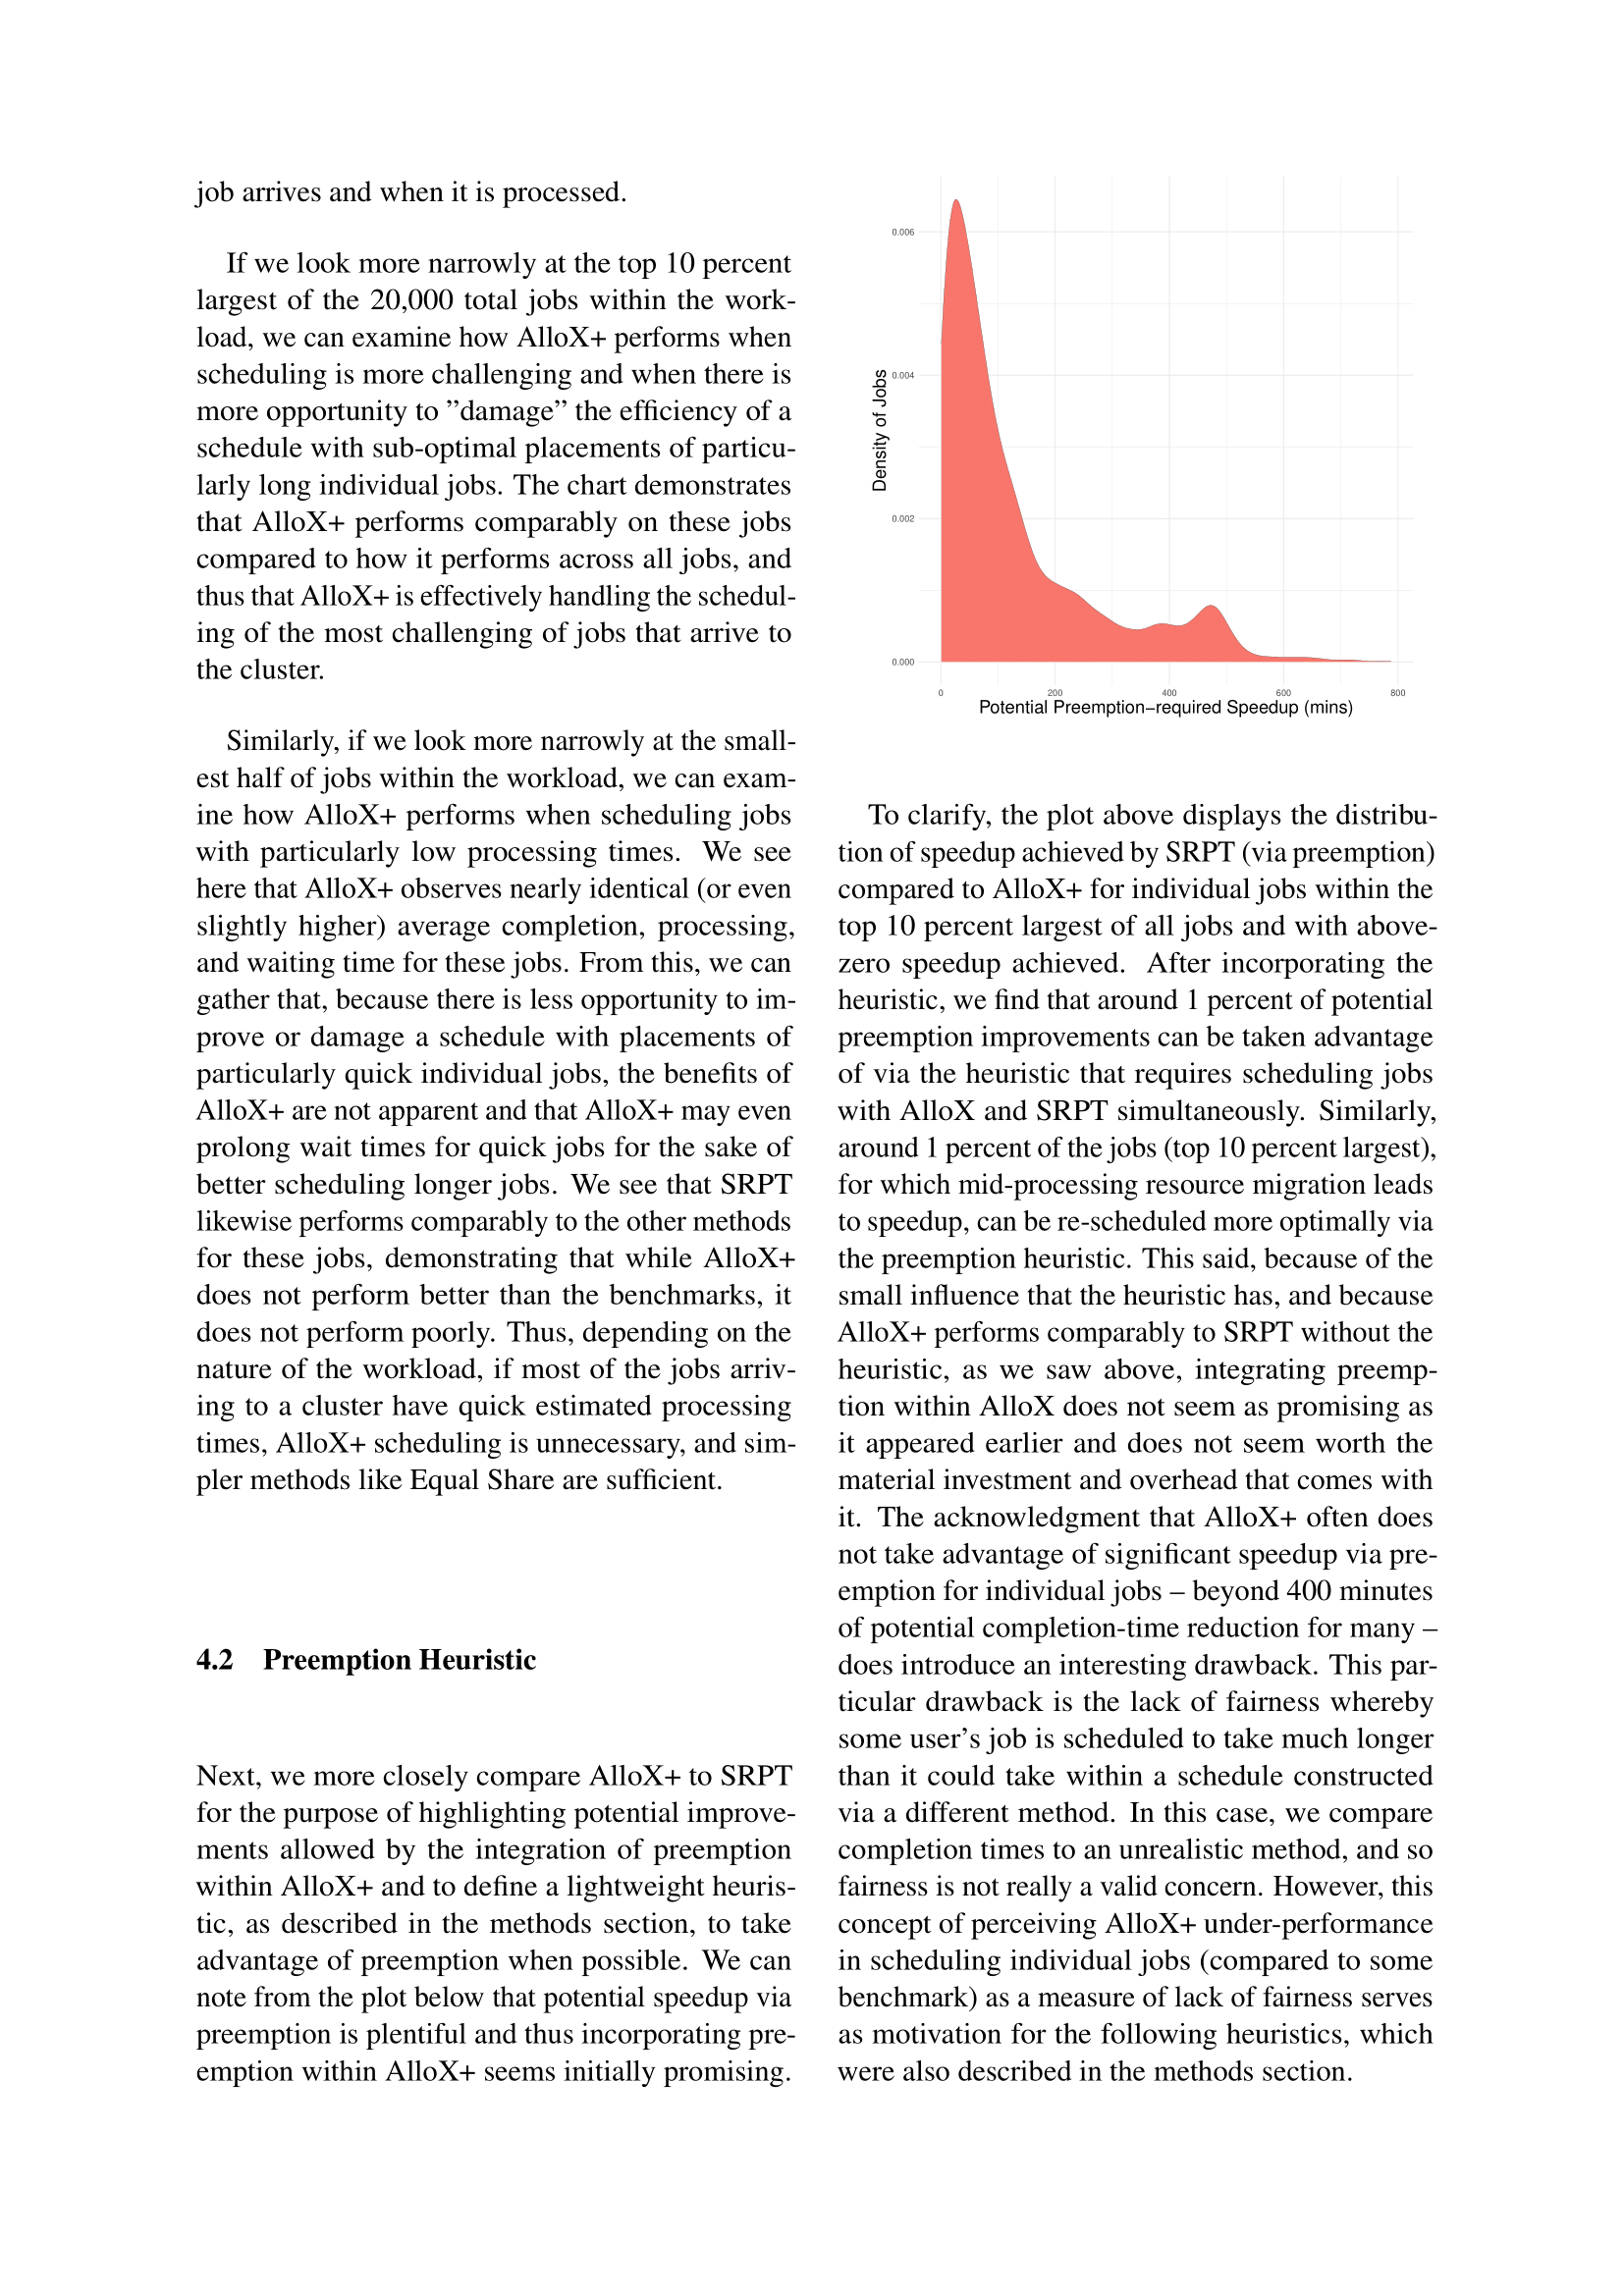 job arrives and when it is processed.
If we look more narrowly at the top 10 percent
largest of the 20,000 total jobs within the work-
load, we can examine how AlloX+ performs when
scheduling is more challenging and when there is
more opportunity to ”damage” the efficiency of a
schedule with sub-optimal placements of particu-
larly long individual jobs. The chart demonstrates
that AlloX+ performs comparably on these jobs
compared to how it performs across all jobs, and
thus that AlloX+ is effectively handling the schedul-
ing of the most challenging of jobs that arrive to
the cluster.
Similarly, if we look more narrowly at the small-
est half of jobs within the workload, we can exam-
ine how AlloX+ performs when scheduling jobs
with particularly low processing times. We see
here that AlloX+ observes nearly identical (or even
slightly higher) average completion, processing,
and waiting time for these jobs. From this, we can
gather that, because there is less opportunity to im-
prove or damage a schedule with placements of
particularly quick individual jobs, the benefits of
AlloX+ are not apparent and that AlloX+ may even
prolong wait times for quick jobs for the sake of
better scheduling longer jobs. We see that SRPT
likewise performs comparably to the other methods
for these jobs, demonstrating that while AlloX+
does not perform better than the benchmarks, it
does not perform poorly. Thus, depending on the
nature of the workload, if most of the jobs arriv-
ing to a cluster have quick estimated processing
times, AlloX+ scheduling is unnecessary, and sim-
pler methods like Equal Share are sufficient.
4.2 Preemption Heuristic
Next, we more closely compare AlloX+ to SRPT
for the purpose of highlighting potential improve-
ments allowed by the integration of preemption
within AlloX+ and to define a lightweight heuris-
tic, as described in the methods section, to take
advantage of preemption when possible. We can
note from the plot below that potential speedup via
preemption is plentiful and thus incorporating pre-
emption within AlloX+ seems initially promising.
Density of Jobs
0.006
0.004
0.002
0.000
0 200 400 600 800
Potential Preemption−required Speedup (mins)
To clarify, the plot above displays the distribu-
tion of speedup achieved by SRPT (via preemption)
compared to AlloX+ for individual jobs within the
top 10 percent largest of all jobs and with above-
zero speedup achieved. After incorporating the
heuristic, we find that around 1 percent of potential
preemption improvements can be taken advantage
of via the heuristic that requires scheduling jobs
with AlloX and SRPT simultaneously. Similarly,
around 1 percent of the jobs (top 10 percent largest),
for which mid-processing resource migration leads
to speedup, can be re-scheduled more optimally via
the preemption heuristic. This said, because of the
small influence that the heuristic has, and because
AlloX+ performs comparably to SRPT without the
heuristic, as we saw above, integrating preemp-
tion within AlloX does not seem as promising as
it appeared earlier and does not seem worth the
material investment and overhead that comes with
it. The acknowledgment that AlloX+ often does
not take advantage of significant speedup via pre-
emption for individual jobs – beyond 400 minutes
of potential completion-time reduction for many –
does introduce an interesting drawback. This par-
ticular drawback is the lack of fairness whereby
some user’s job is scheduled to take much longer
than it could take within a schedule constructed
via a different method. In this case, we compare
completion times to an unrealistic method, and so
fairness is not really a valid concern. However, this
concept of perceiving AlloX+ under-performance
in scheduling individual jobs (compared to some
benchmark) as a measure of lack of fairness serves
as motivation for the following heuristics, which
were also described in the methods section.